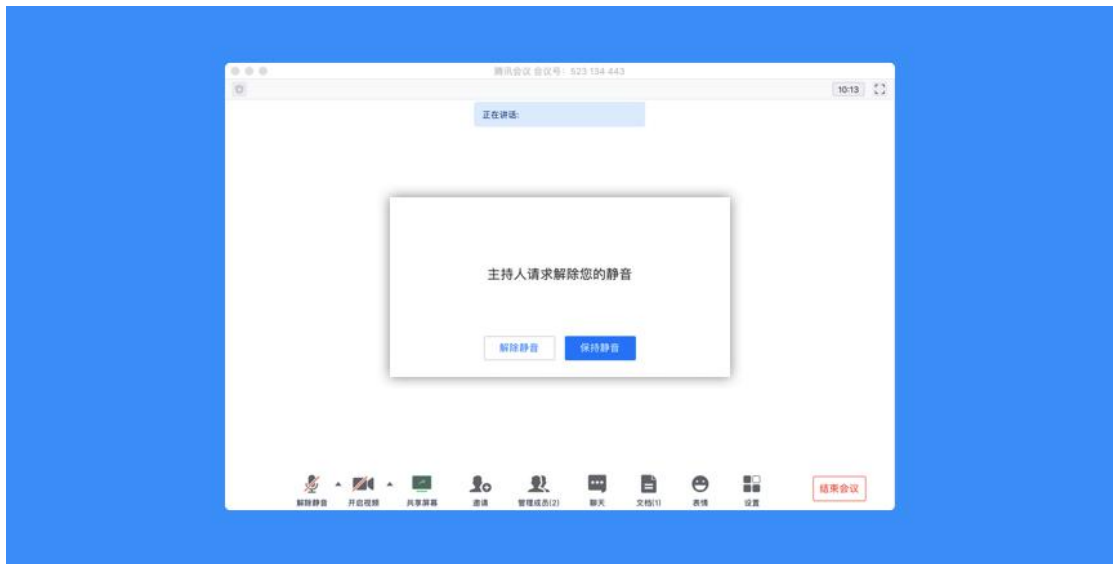 腾讯会议 会议号: 523 134 443
10:13
正在讲话:
主持人请求解除您的静音
解除静音
保持静音
解除静音
开启视频
共享屏幕
邀请
管理成员(2)
聊天
文档(1)
表情
设置
结束会议